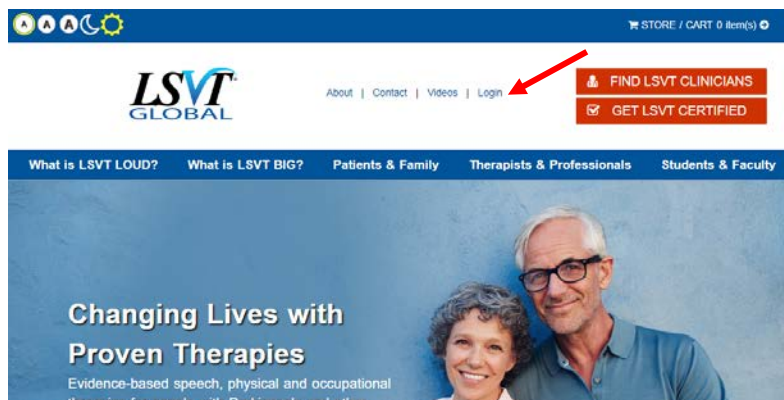 A A A
STORE / CART 0 item(s)
LSVT
GLOBAL
About | Contact | Videos | Login
FIND LSVT CLINICIANS
GET LSVT CERTIFIED
What is LSVT LOUD? What is LSVT BIG? Patients & Family Therapists & Professionals Students & Faculty
Changing Lives with
Proven Therapies
Evidence-based speech, physical and occupational